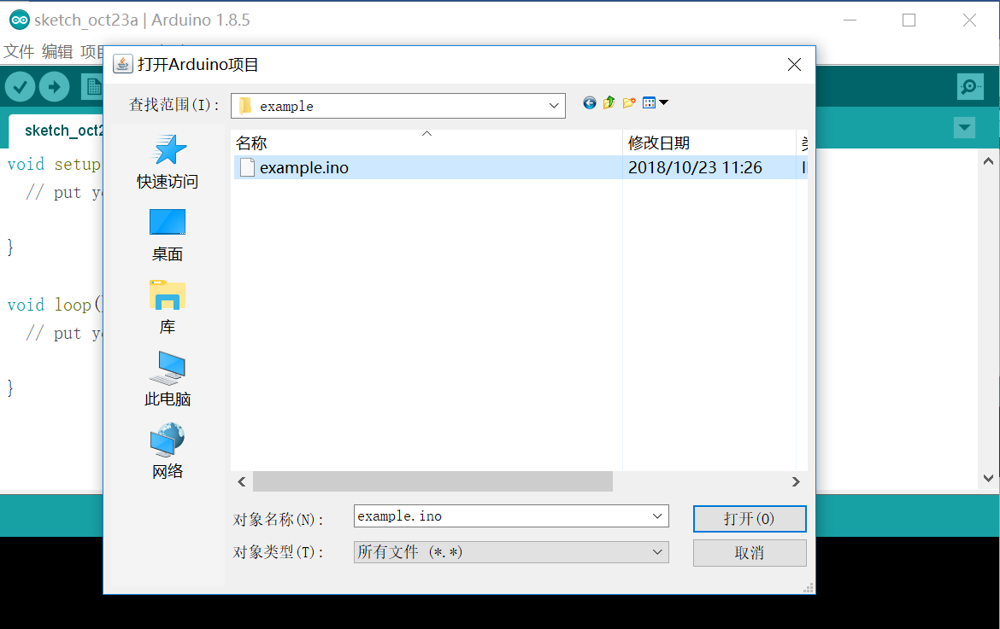 sketch_oct23a | Arduino 1.8.5
文件 编辑 项目
打开Arduino项目
查找范围(I): example
sketch_oct2
void setup
// put yo
}
void loop()
// put yo
}
快速访问
桌面
库
此电脑
网络
名称 修改日期
example.ino 2018/10/23 11:26
对象名称(N): example.ino 打开(O)
对象类型(T): 所有文件 (*.*) 取消